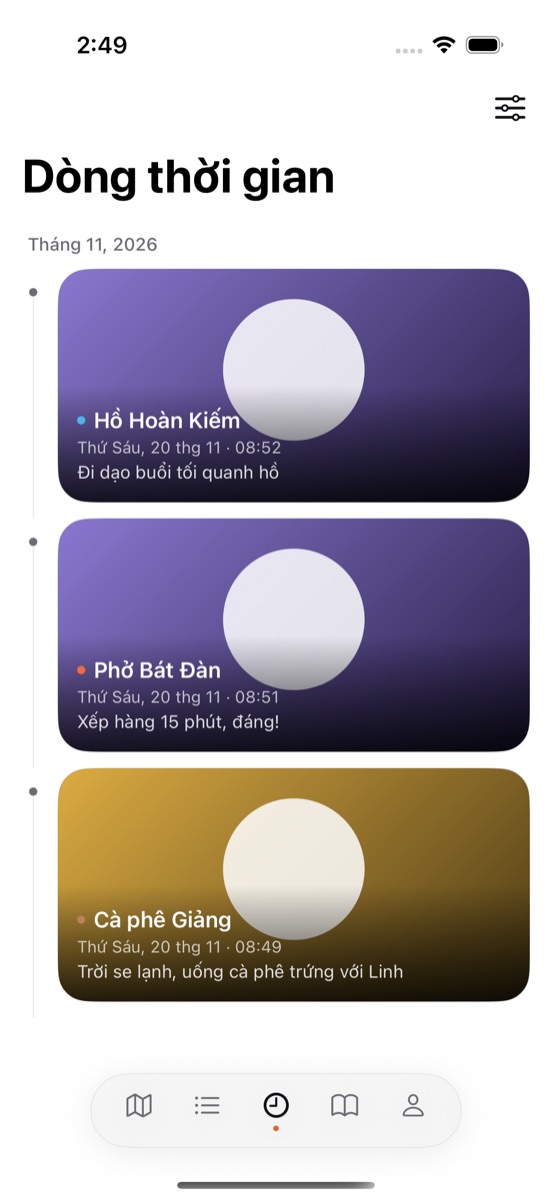 2:49
Dòng thời gian
Tháng 11, 2026
Hồ Hoàn Kiếm
Thứ Sáu, 20 thg 11 · 08:52
Đi dạo buổi tối quanh hồ
Phở Bát Đàn
Thứ Sáu, 20 thg 11 · 08:51
Xếp hàng 15 phút, đáng!
Cà phê Giảng
Thứ Sáu, 20 thg 11 · 08:49
Trời se lạnh, uống cà phê trứng với Linh